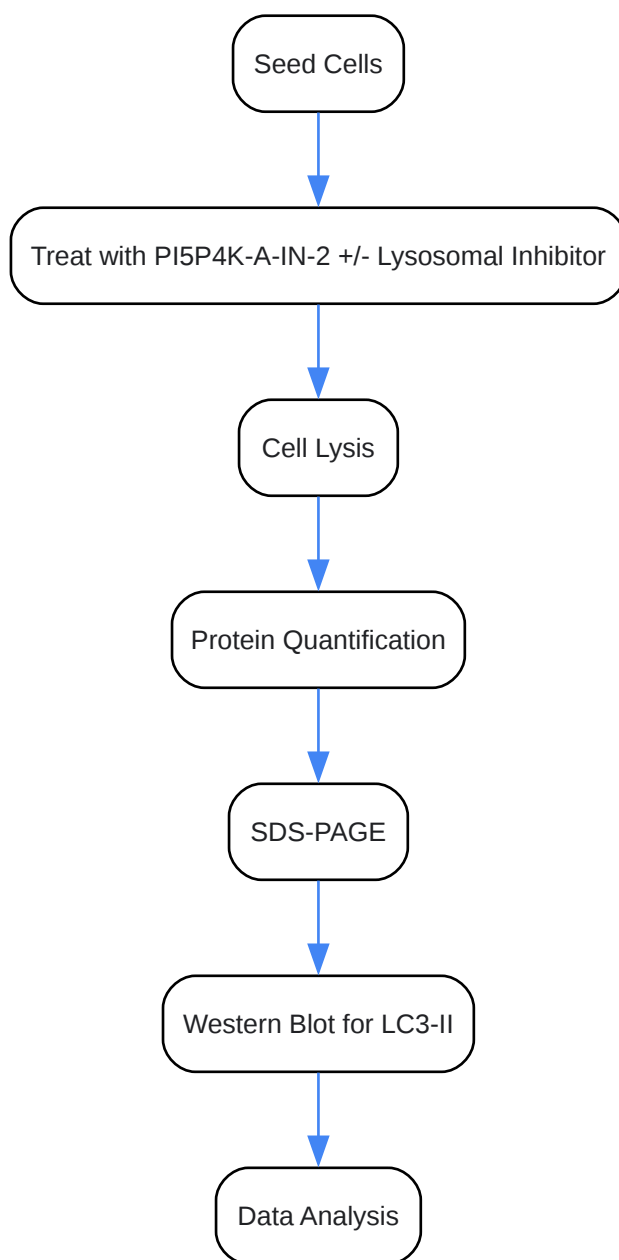 Seed Cells
Treat with PI5P4K-A-IN-2 +/- Lysosomal Inhibitor
Cell Lysis
Protein Quantification
SDS-PAGE
Western Blot for LC3-II
Data Analysis